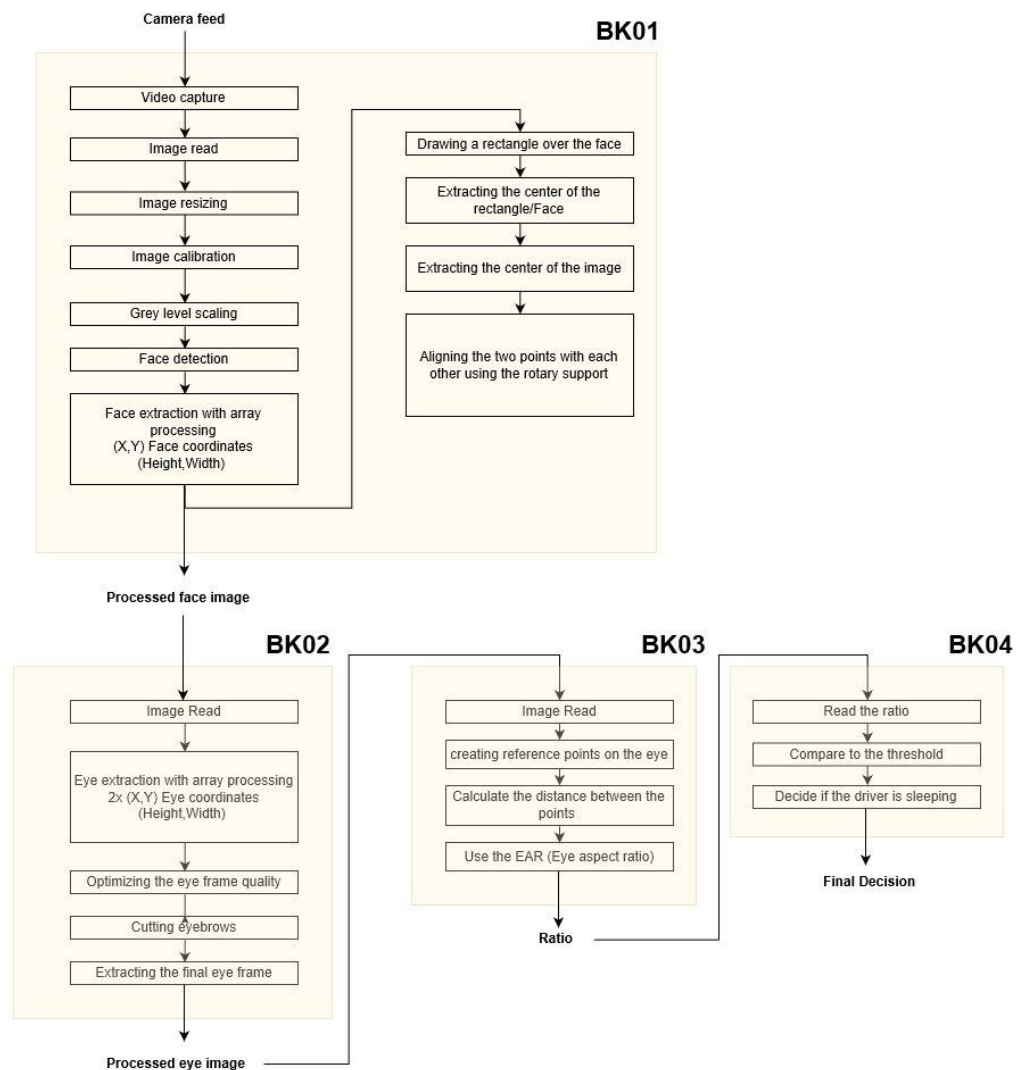 Camera feed
BK01
Video capture
Image read
Image resizing
Image calibration
Grey level scaling
Face detection
Face extraction with array
processing
(X,Y) Face coordinates
(Height,Width)
Drawing a rectangle over the face
Extracting the center of the
rectangle/Face
Extracting the center of the image
Aligning the two points with each
other using the rotary support
Processed face image
BK02
Image Read
Eye extraction with array processing
2x (X,Y) Eye coordinates
(Height,Width)
Optimizing the eye frame quality
Cutting eyebrows
Extracting the final eye frame
Processed eye image
BK03
Image Read
creating reference points on the eye
Calculate the distance between the
points
Use the EAR (Eye aspect ratio)
Ratio
BK04
Read the ratio
Compare to the threshold
Decide if the driver is sleeping
Final Decision